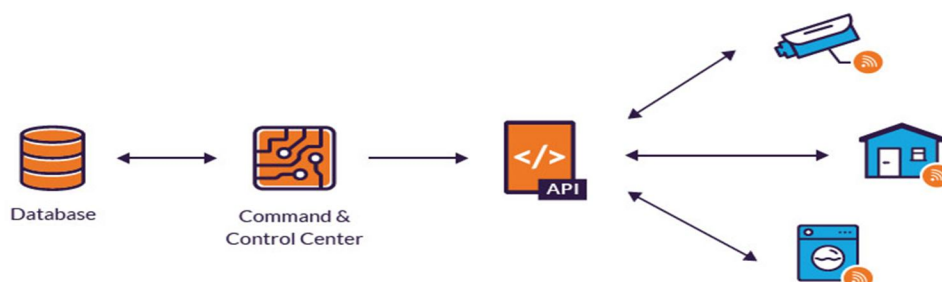 Database
Command &
Control Center
</>
API